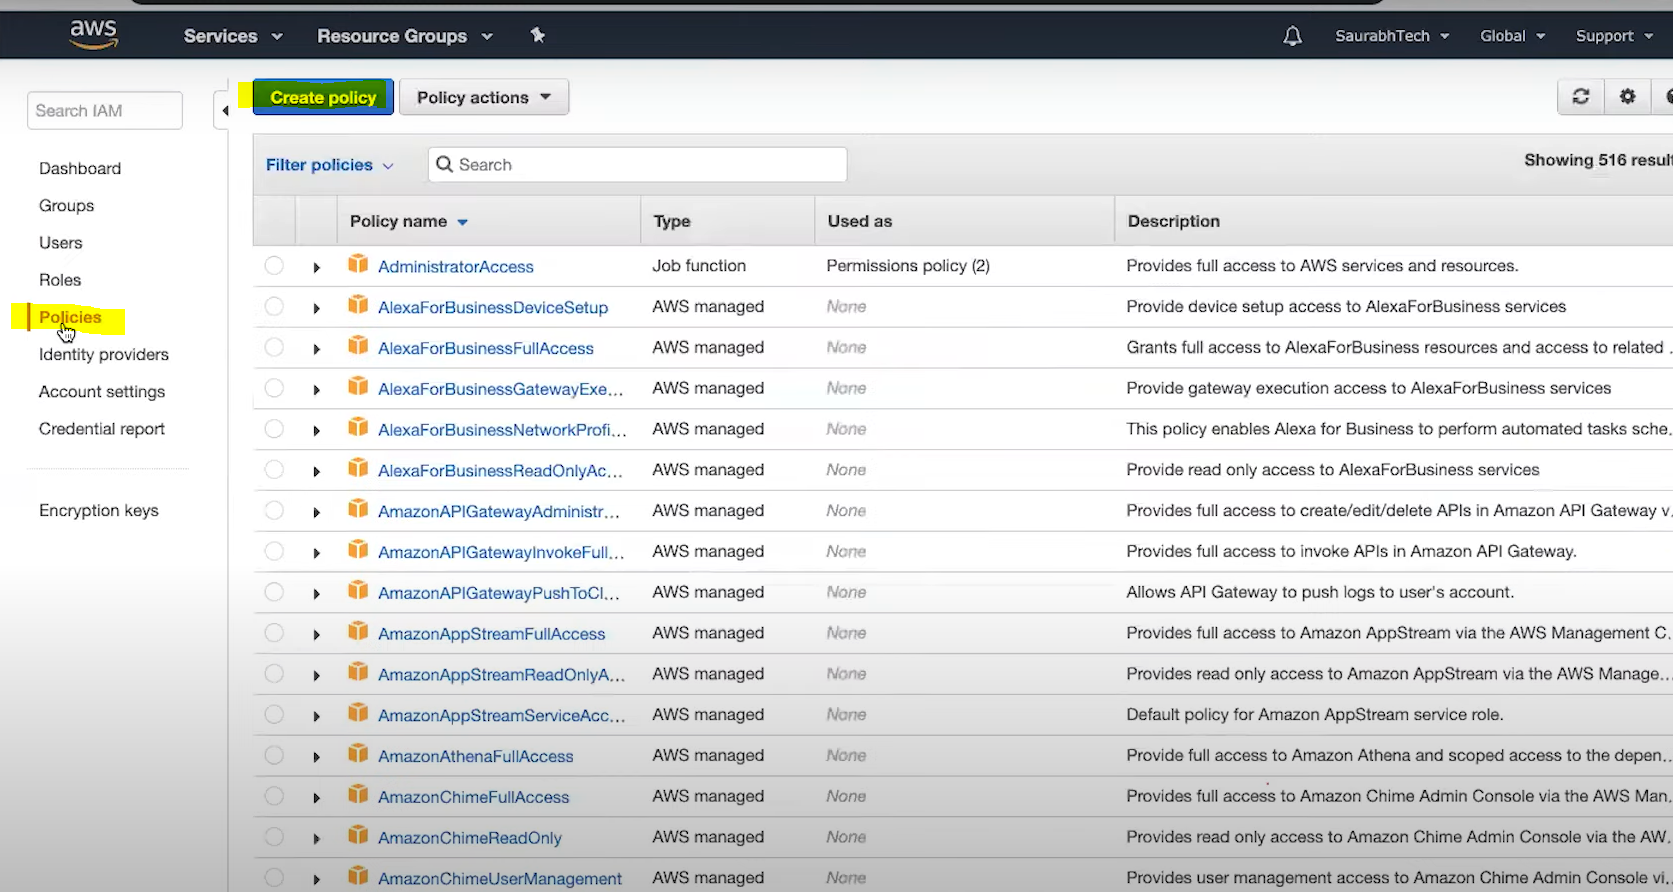 aws
Services
Resource Groups
SaurabhTech
Global
Support
Search IAM
Dashboard
Groups
Users
Roles
Policies
Identity providers
Account settings
Credential report
Encryption keys
Create policy
Policy actions
Filter policies
Search
Showing 516 result
Policy name Type Used as Description
AdministratorAccess Job function Permissions policy (2) Provides full access to AWS services and resources.
AlexaForBusinessDeviceSetup AWS managed None Provide device setup access to AlexaForBusiness services
AlexaForBusinessFullAccess AWS managed None Grants full access to AlexaForBusiness resources and access to related ...
AlexaForBusinessGatewayExe... AWS managed None Provide gateway execution access to AlexaForBusiness services
AlexaForBusinessNetworkProfi... AWS managed None This policy enables Alexa for Business to perform automated tasks sche...
AlexaForBusinessReadOnlyAc... AWS managed None Provide read only access to AlexaForBusiness services
AmazonAPIGatewayAdministr... AWS managed None Provides full access to create/edit/delete APIs in Amazon API Gateway v...
AmazonAPIGatewayInvokeFull... AWS managed None Provides full access to invoke APIs in Amazon API Gateway.
AmazonAPIGatewayPushToCl... AWS managed None Allows API Gateway to push logs to user's account.
AmazonAppStreamFullAccess AWS managed None Provides full access to Amazon AppStream via the AWS Management C...
AmazonAppStreamReadOnlyA... AWS managed None Provides read only access to Amazon AppStream via the AWS Manage...
AmazonAppStreamServiceAcc... AWS managed None Default policy for Amazon AppStream service role.
AmazonAthenaFullAccess AWS managed None Provide full access to Amazon Athena and scoped access to the depen...
AmazonChimeFullAccess AWS managed None Provides full access to Amazon Chime Admin Console via the AWS Man...
AmazonChimeReadOnly AWS managed None Provides read only access to Amazon Chime Admin Console via the AW...
AmazonChimeUserManagement AWS managed None Provides user management access to Amazon Chime Admin Console vi...